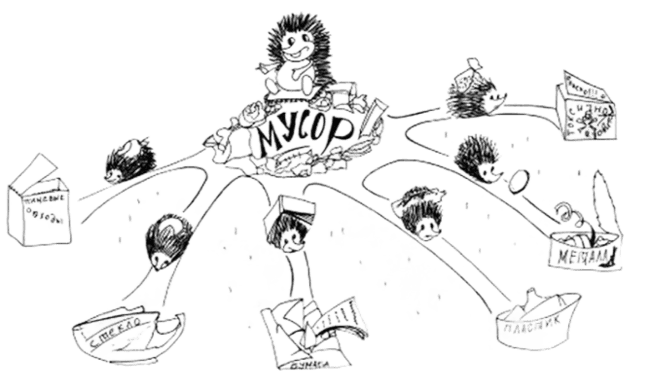 МУСОР
ПИЩЕВЫЕ
ОТХОДЫ
МЕТАЛЛ
СТЕКЛО
ПЛАСТИК
БУМАГА